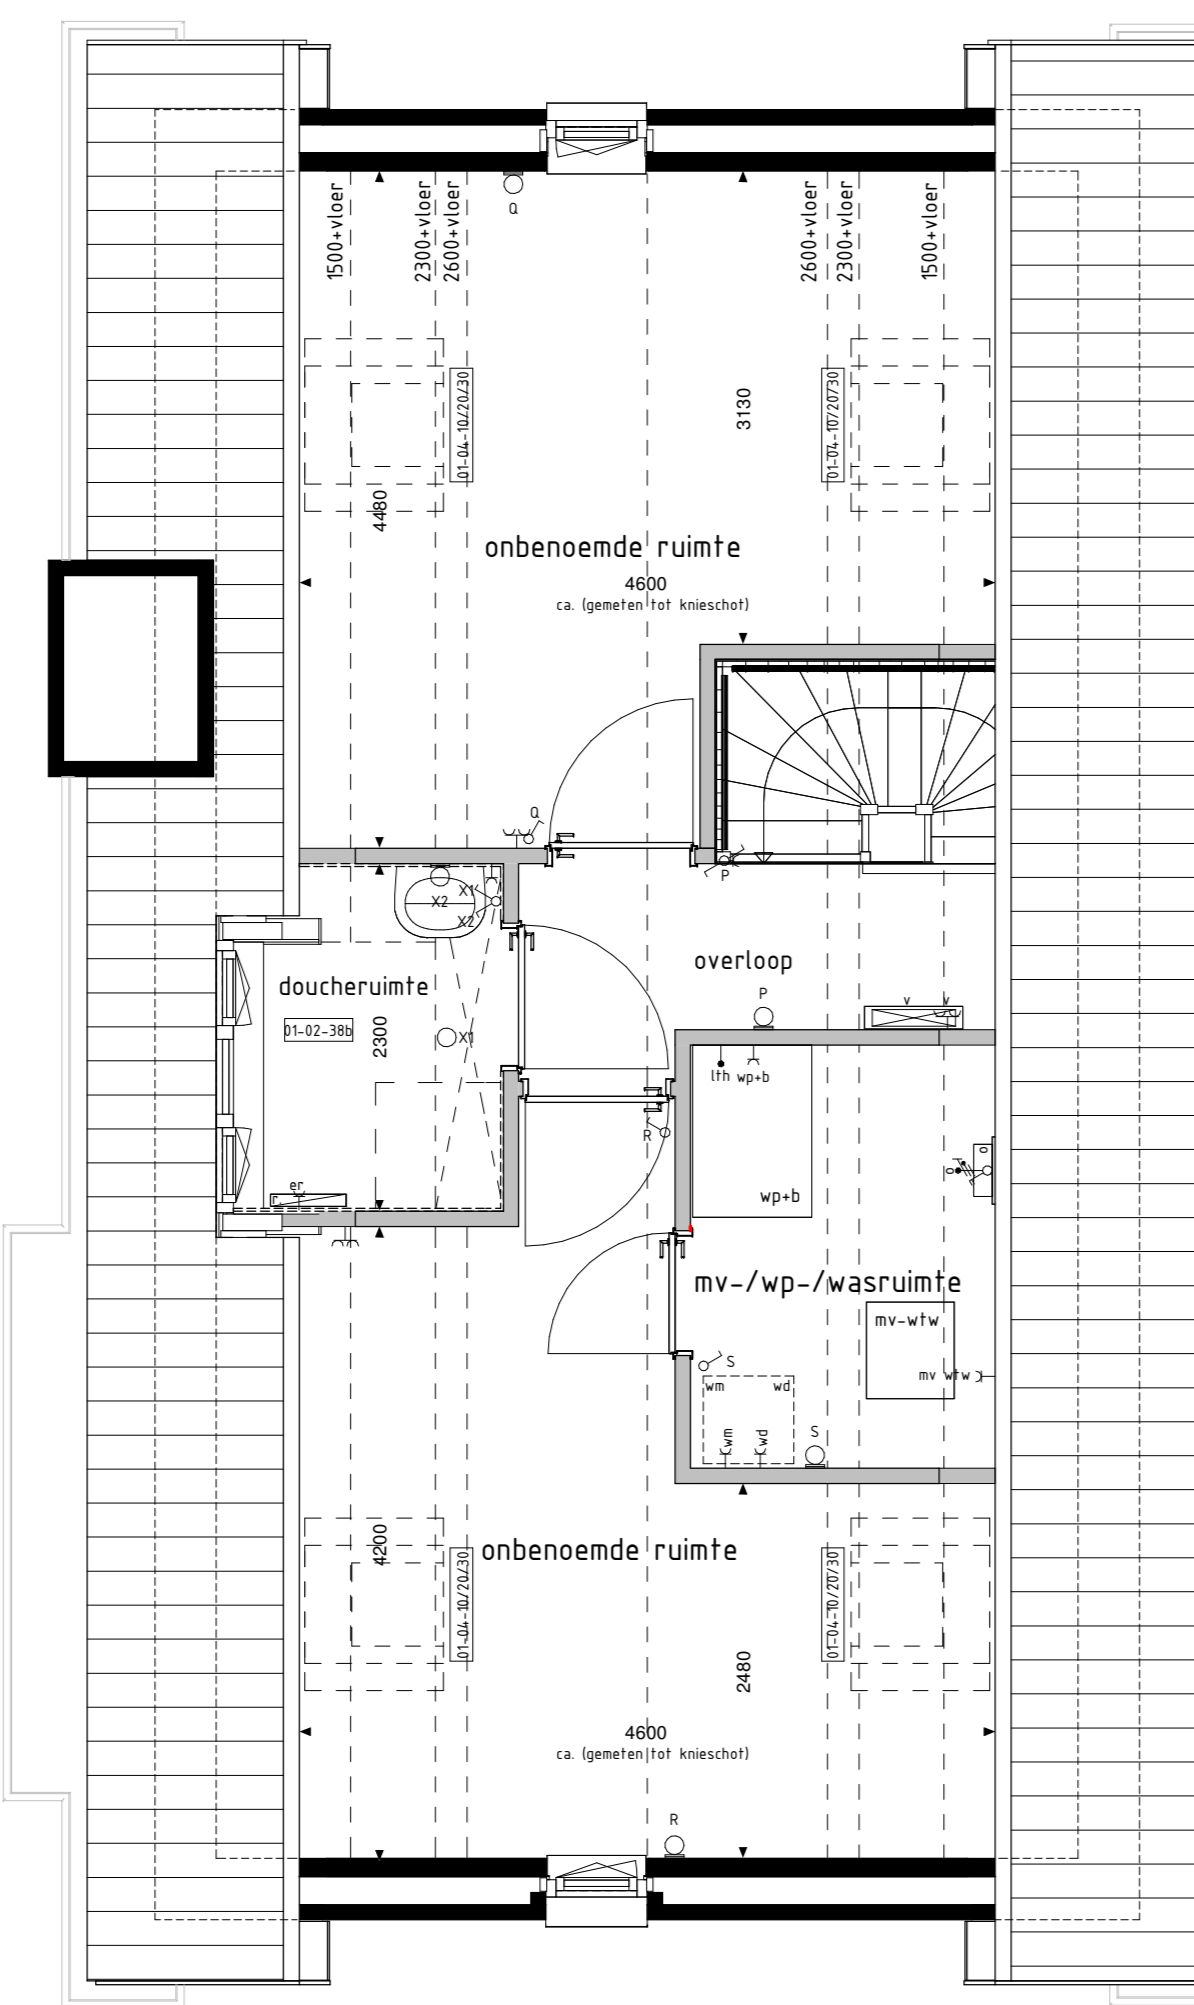 1500+vloer
2300+vloer
2600+vloer
Q
2600+vloer
2300+vloer
1500+vloer
01-04-10/20/30
3130
01-04-10/20/30
4480
onbenoemde ruimte
4600
ca. (gemeten tot knieschot)
Q
P
X1
X2
X2
overloop
doucheruimte
P
v v
01-02-38b
2300
X1
lth wp+b
R
o
o
er
r
wp+b
mv-/wp-/wasruimte
mv-wtw
S
mv wtw
wm wd
wm
wd
S
4200
onbenoemde ruimte
01-04-10/20/30
01-04-10/20/30
2480
4600
ca. (gemeten tot knieschot)
R